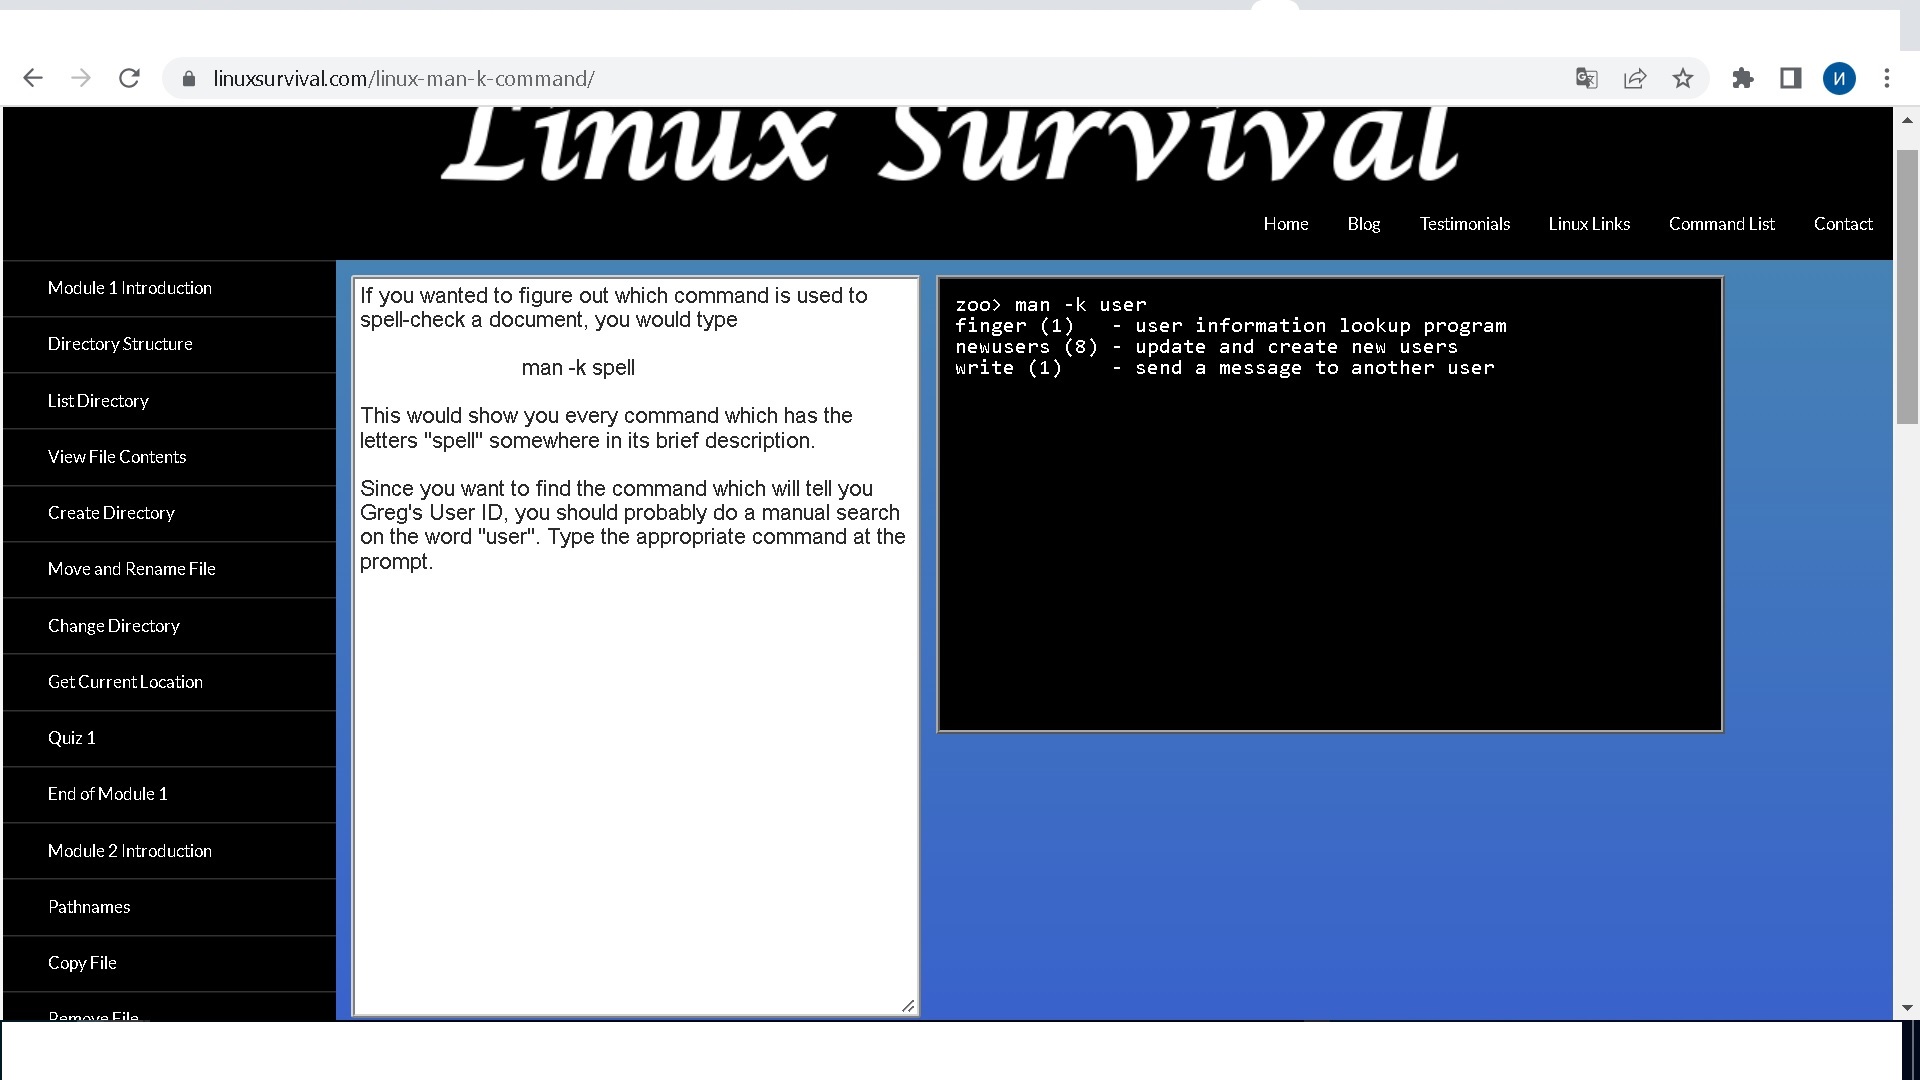 linuxsurvival.com/linux-man-k-command/
И
Linux Survival
Home Blog Testimonials Linux Links Command List Contact
Module 1 Introduction
Directory Structure
List Directory
View File Contents
Create Directory
Move and Rename File
Change Directory
Get Current Location
Quiz 1
End of Module 1
Module 2 Introduction
Pathnames
Copy File
Remove File
If you wanted to figure out which command is used to
spell-check a document, you would type
man -k spell
This would show you every command which has the
letters "spell" somewhere in its brief description.
Since you want to find the command which will tell you
Greg's User ID, you should probably do a manual search
on the word "user". Type the appropriate command at the
prompt.
zoo> man -k user
finger (1) - user information lookup program
newusers (8) - update and create new users
write (1) - send a message to another user